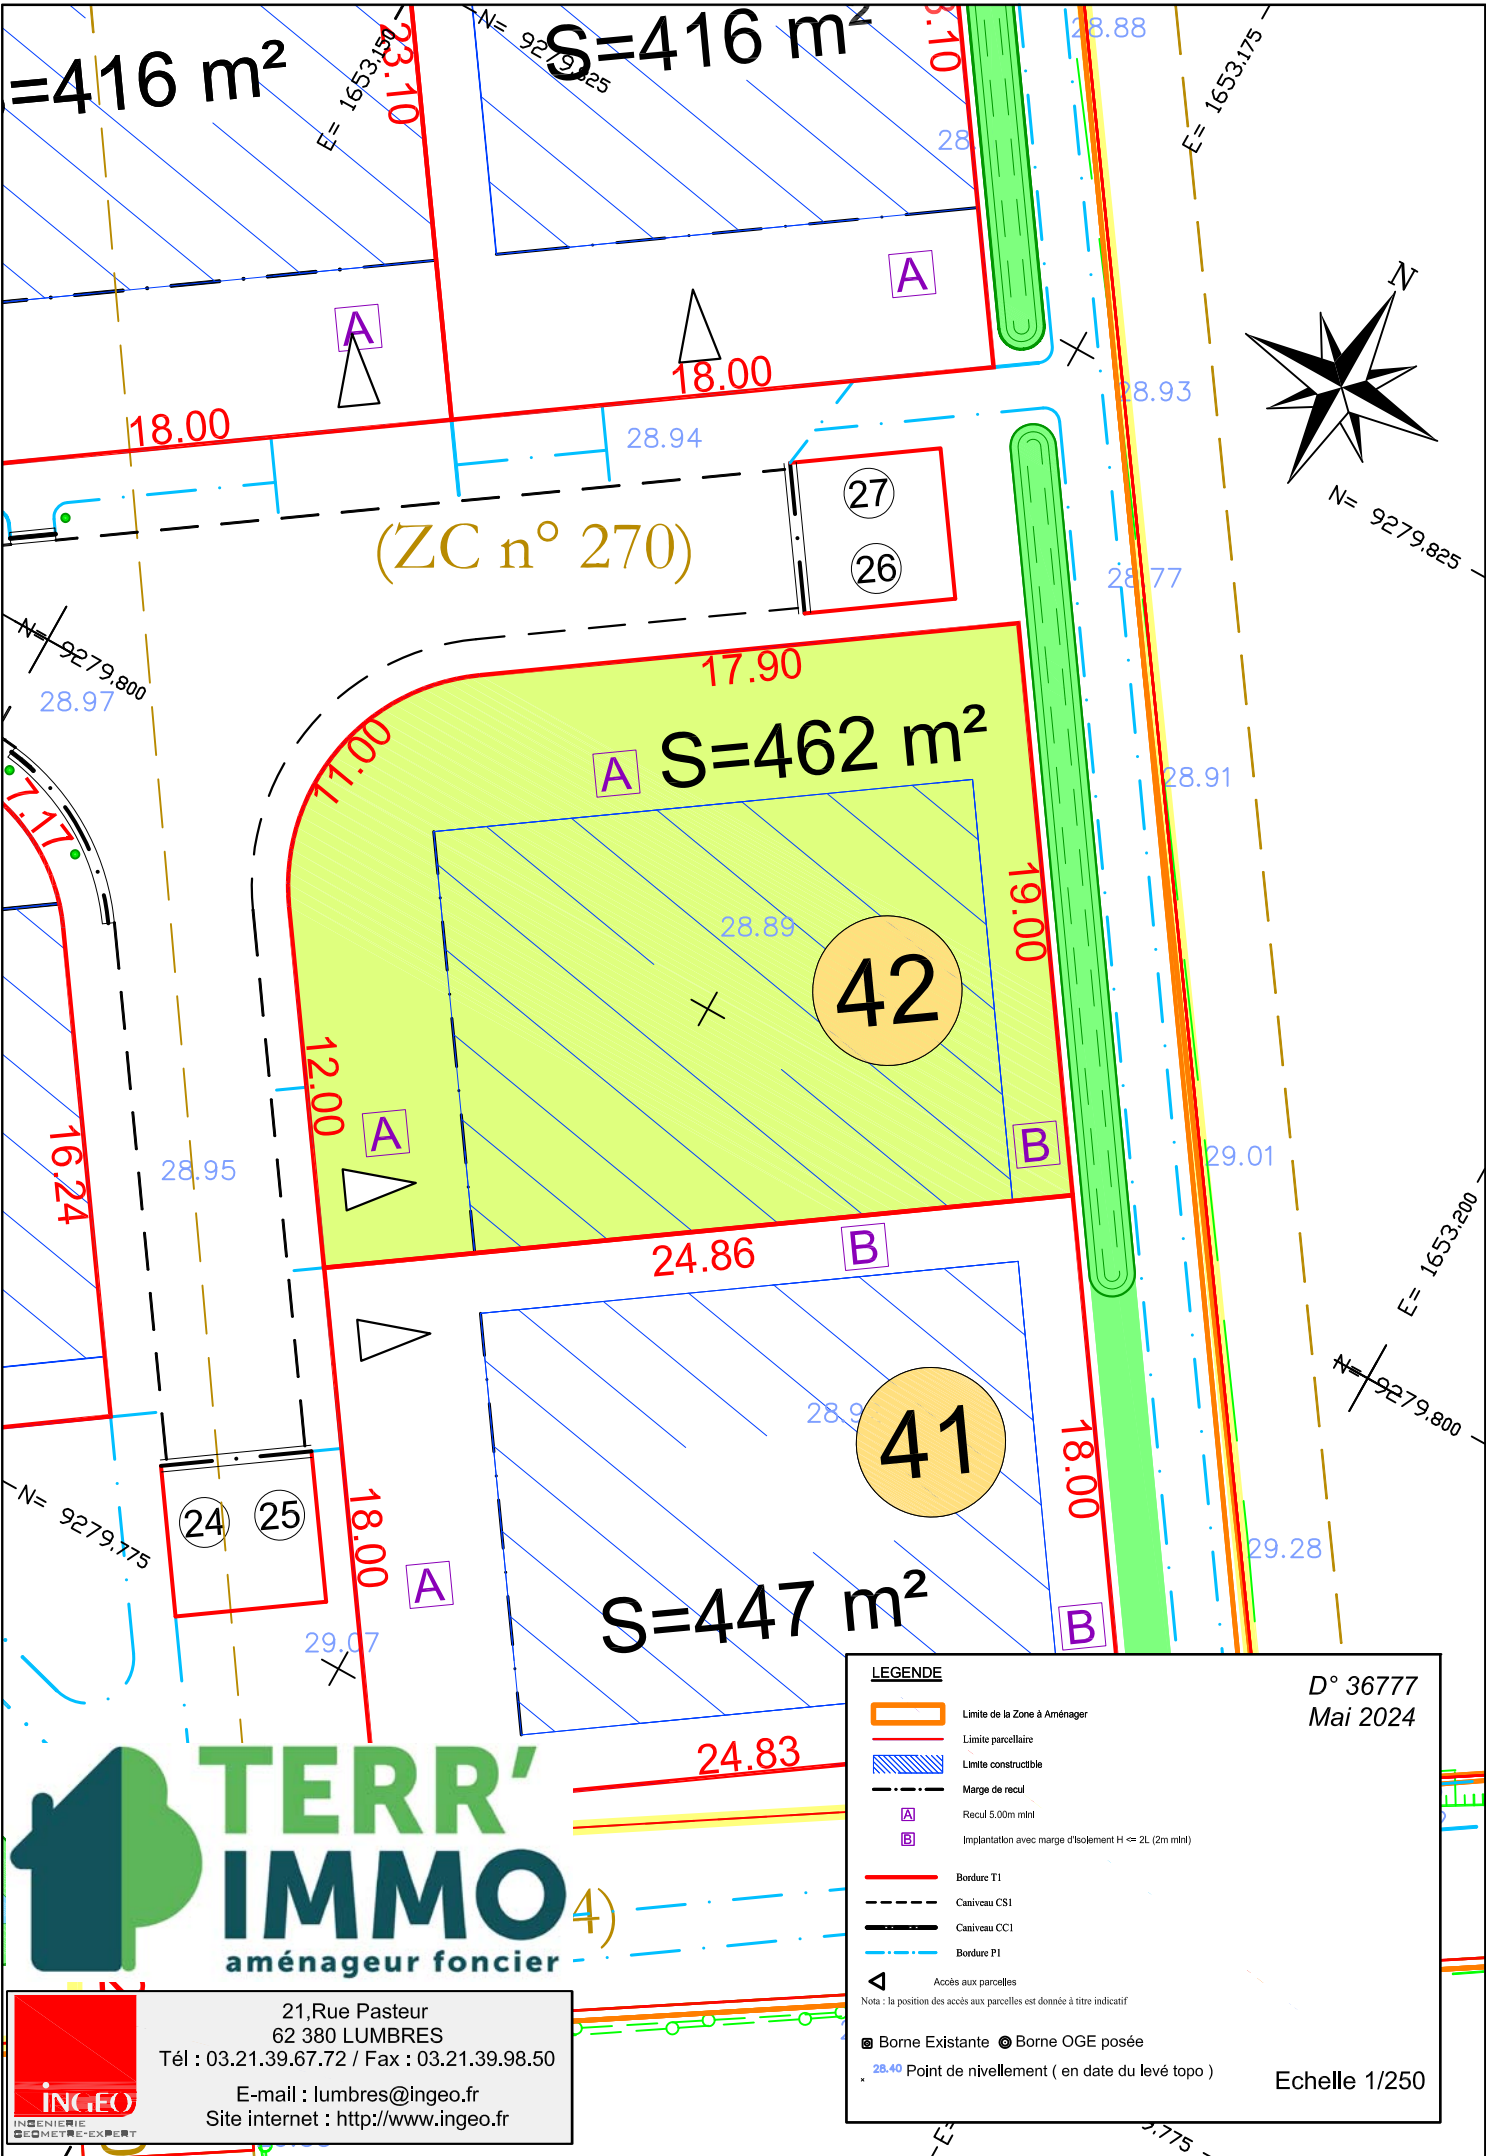 =416 m²
S=416 m²
E= 1653,150
N= 9279,825
E= 1653,175
23.10
3.10
28.88
28.
A
A
N
18.00
18.00
28.94
28.93
N= 9279,825
(ZC n° 270)
27
26
28.77
N= 9279,800
28.97
17.90
11.00
A
S=462 m²
28.91
7.17
19.00
28.89
42
12.00
A
B
16.24
28.95
29.01
24.86
B
E= 1653,200
N= 9279,800
28.9
41
18.00
18.00
N= 9279,775
24
25
29.28
A
S=447 m²
B
29.07
24.83
4)
TERR'
IMMO
aménageur foncier
INGEO
INGENIERIE
GEOMETRE-EXPERT
21,Rue Pasteur
62 380 LUMBRES
Tél : 03.21.39.67.72 / Fax : 03.21.39.98.50
E-mail : lumbres@ingeo.fr
Site internet : http://www.ingeo.fr
LEGENDE
D° 36777
Mai 2024
Limite de la Zone à Aménager
Limite parcellaire
Limite constructible
Marge de recul
A Recul 5.00m mini
B Implantation avec marge d'isolement H <= 2L (2m mini)
Bordure T1
Caniveau CS1
Caniveau CC1
Bordure P1
Accès aux parcelles
Nota : la position des accès aux parcelles est donnée à titre indicatif
Borne Existante Borne OGE posée
28.40 Point de nivellement ( en date du levé topo )
Echelle 1/250